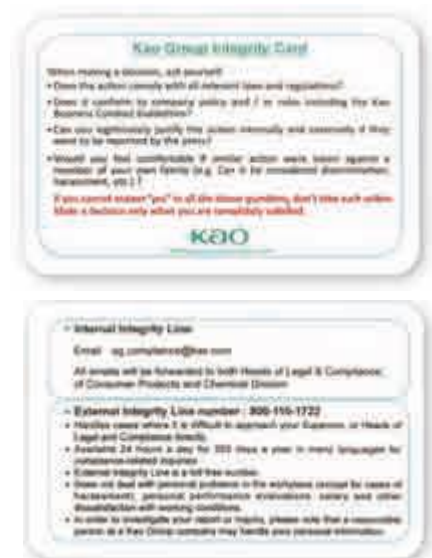 Kao Group Integrity Card
When making a decision, ask yourself:
• Does the action comply with all relevant laws and regulations?
• Does it conform to company policy and / or rules including the Kao
Business Conduct Guidelines?
• Can you legitimately justify the action internally and externally if they
were to be reported by the press?
• Would you feel comfortable if similar action were taken against a
member of your own family (e.g. Can it be considered discrimination,
harassment, etc.) ?
If you cannot answer "yes" to all the above questions, don't take such action.
Make a decision only when you are completely satisfied.
Kao
• Internal Integrity Line
Email
All emails will be forwarded to both Heads of Legal & Compliance
of Consumer Products and Chemical Division
• External Integrity Line number : 800-110-1722
• Handles cases where it is difficult to approach your Superior, or Heads of
Legal and Compliance directly.
• Available 24 hours a day for 365 days a year in many languages for
compliance-related inquiries
• External Integrity Line is a toll free number.
• Does not deal with personal problems in the workplace (except for cases of
harassment), personal performance evaluations, salary and other
dissatisfaction with working conditions.
• In order to investigate your report or inquiry, please note that a responsible
person at a Kao Group company may handle your personal information.